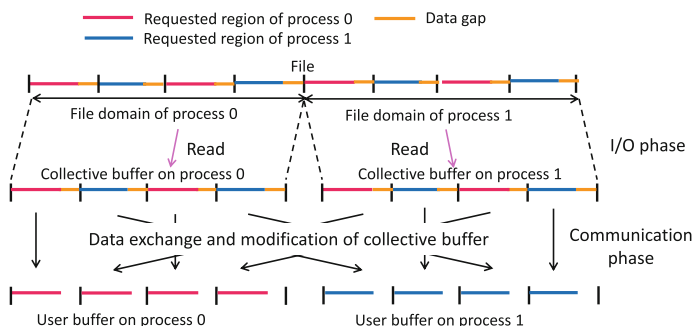 Requested region of process 0
Data gap
Requested region of process 1
File
File domain of process 0
File domain of process 1
I/O phase
Read
Read
Collective buffer on process 0
Collective buffer on process 1
Data exchange and modification of collective buffer
Communication
phase
User buffer on process 0
User buffer on process 1